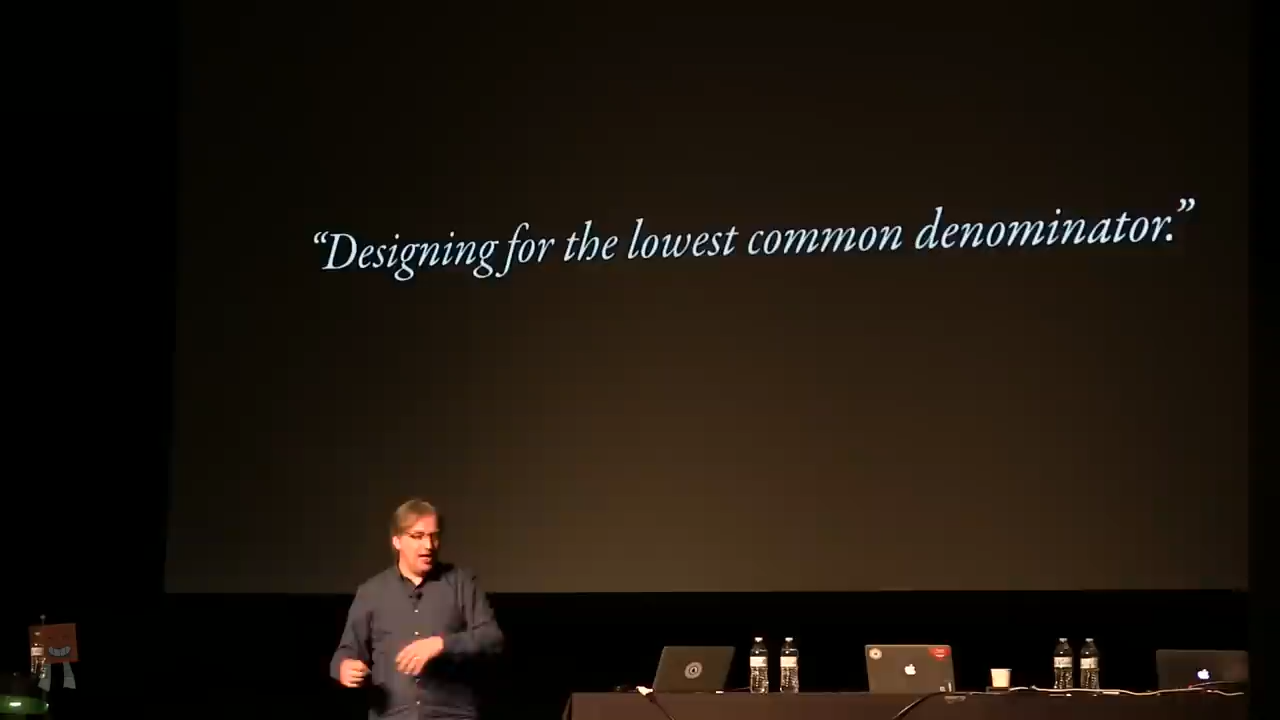 “Designing for the lowest common denominator.”